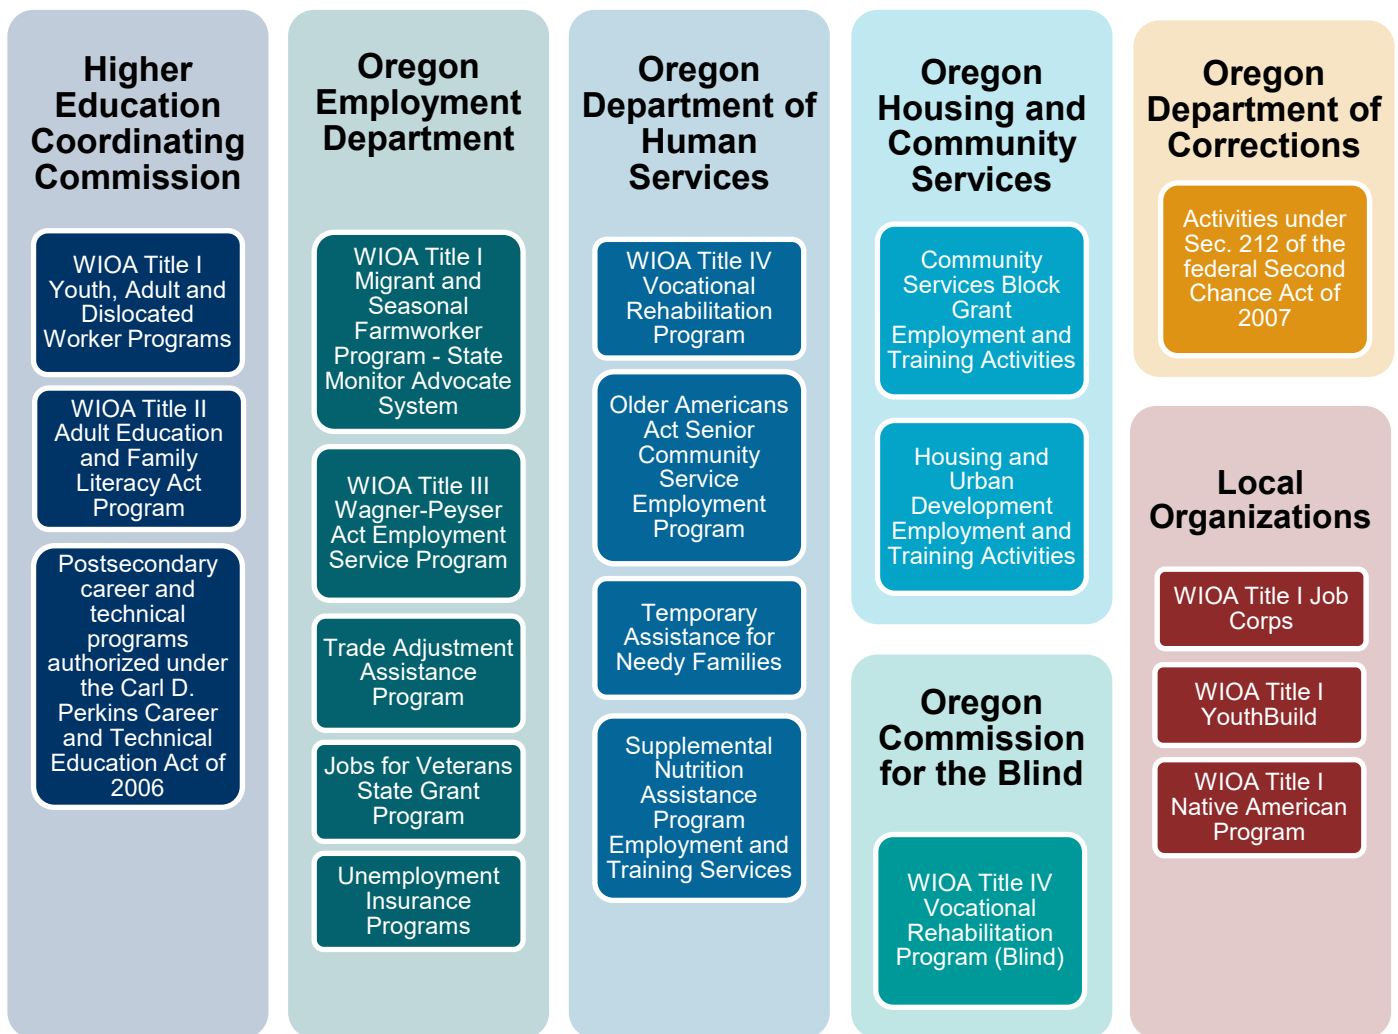 Higher
Education
Coordinating
Commission
WIOA Title I
Youth, Adult and
Dislocated
Worker Programs
WIOA Title II
Adult Education
and Family
Literacy Act
Program
Postsecondary
career and
technical
programs
authorized under
the Carl D.
Perkins Career
and Technical
Education Act of
2006
Oregon
Employment
Department
WIOA Title I
Migrant and
Seasonal
Farmworker
Program - State
Monitor Advocate
System
WIOA Title III
Wagner-Peyser
Act Employment
Service Program
Trade Adjustment
Assistance
Program
Jobs for Veterans
State Grant
Program
Unemployment
Insurance
Programs
Oregon
Department of
Human
Services
WIOA Title IV
Vocational
Rehabilitation
Program
Older Americans
Act Senior
Community
Service
Employment
Program
Temporary
Assistance for
Needy Families
Supplemental
Nutrition
Assistance
Program
Employment and
Training Services
Oregon
Housing and
Community
Services
Community
Services Block
Grant
Employment and
Training Activities
Housing and
Urban
Development
Employment and
Training Activities
Oregon
Commission
for the Blind
WIOA Title IV
Vocational
Rehabilitation
Program (Blind)
Oregon
Department of
Corrections
Activities under
Sec. 212 of the
federal Second
Chance Act of
2007
Local
Organizations
WIOA Title I Job
Corps
WIOA Title I
YouthBuild
WIOA Title I
Native American
Program